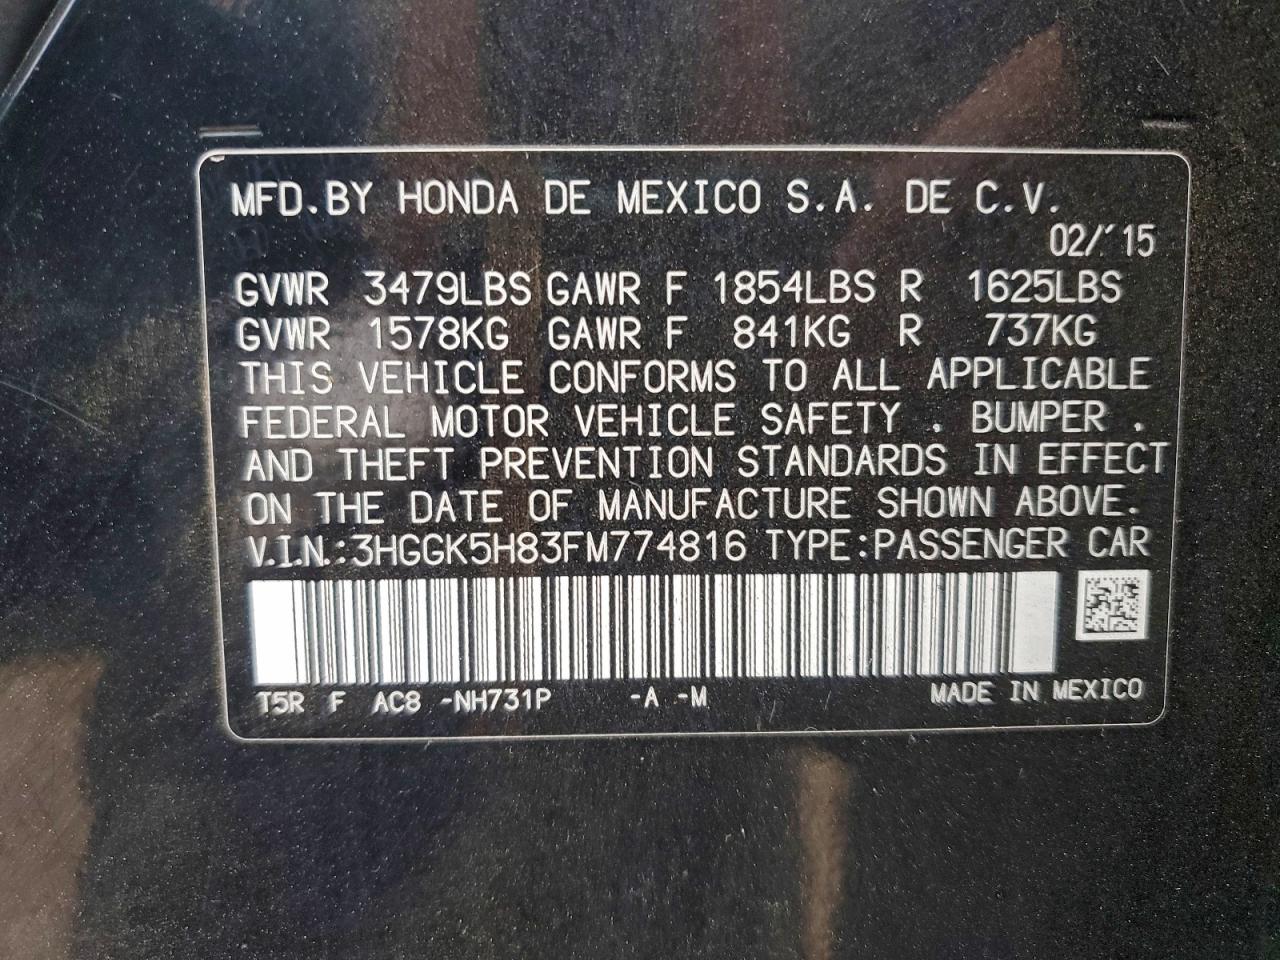 MFD.BY HONDA DE MEXICO S.A. DE C.V.
02/'15
GVWR 3479LBS GAWR F 1854LBS R 1625LBS
GVWR 1578KG GAWR F 841KG R 737KG
THIS VEHICLE CONFORMS TO ALL APPLICABLE
FEDERAL MOTOR VEHICLE SAFETY , BUMPER ,
AND THEFT PREVENTION STANDARDS IN EFFECT
ON THE DATE OF MANUFACTURE SHOWN ABOVE.
V.I.N.:3HGGK5H83FM774816 TYPE:PASSENGER CAR
T5R F AC8 -NH731P -A -M MADE IN MEXICO